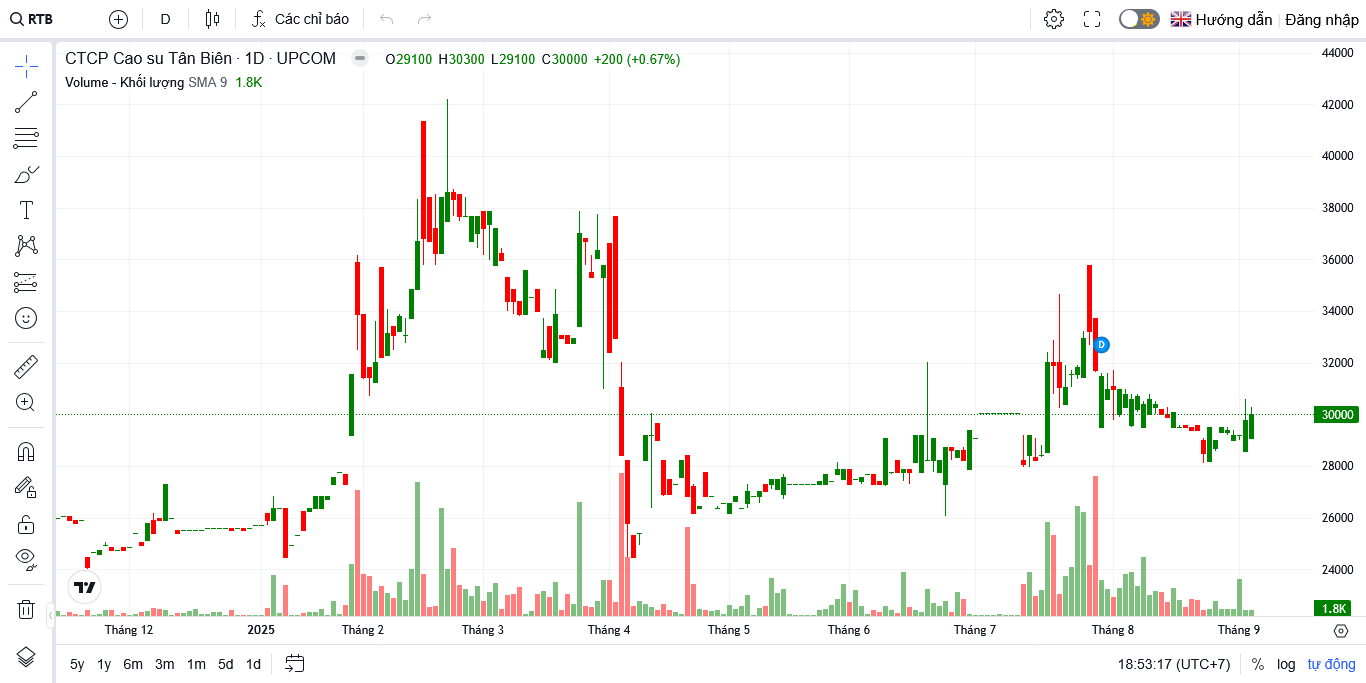 RTB D Các chỉ báo Hướng dẫn Đăng nhập
CTCP Cao su Tân Biên · 1D · UPCOM O29100 H30300 L29100 C30000 +200 (+0.67%)
Volume - Khối lượng SMA 9 1.8K
44000
42000
40000
38000
36000
34000
32000
30000
28000
26000
24000
1.8K
D
Tháng 12 2025 Tháng 2 Tháng 3 Tháng 4 Tháng 5 Tháng 6 Tháng 7 Tháng 8 Tháng 9
5y 1y 6m 3m 1m 5d 1d 18:53:17 (UTC+7) % log tự động